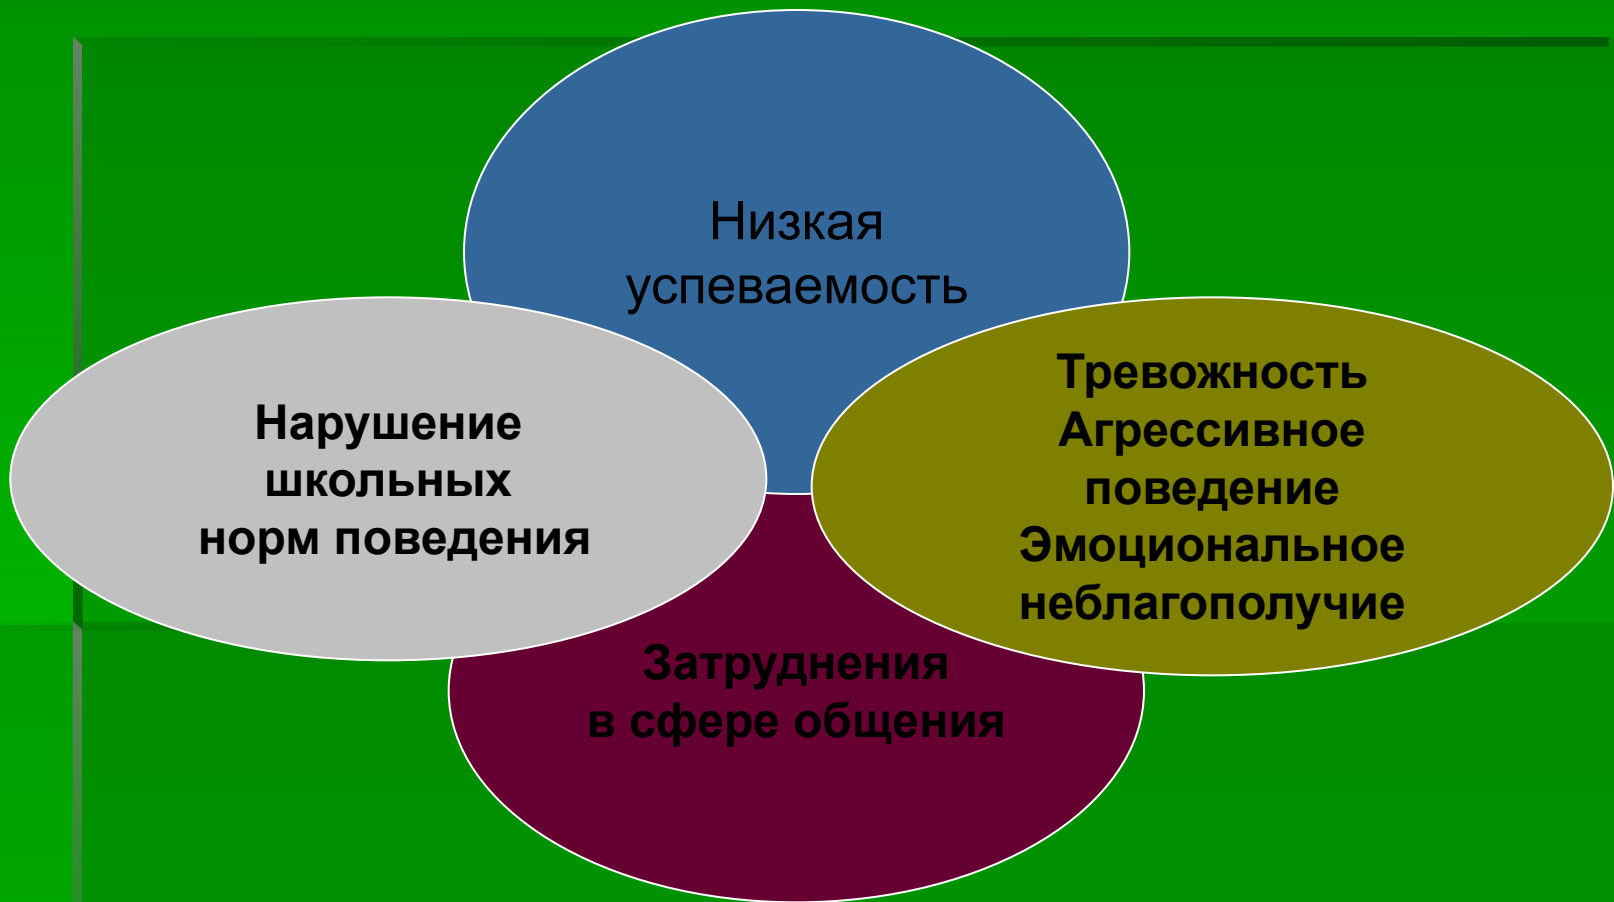 Низкая
успеваемость
Нарушение
школьных
норм поведения
Тревожность
Агрессивное
поведение
Эмоциональное
неблагополучие
Затруднения
в сфере общения